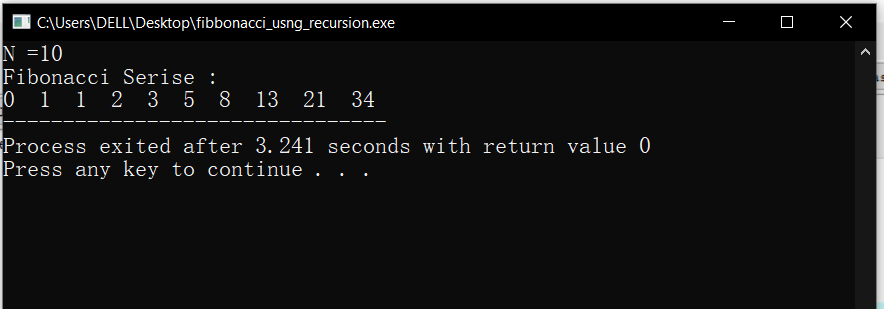 C:\Users\DELL\Desktop\fibbonacci_usng_recursion.exe
N =10
Fibonacci Serise :
0  1  1  2  3  5  8  13  21  34
--------------------------------
Process exited after 3.241 seconds with return value 0
Press any key to continue . . .